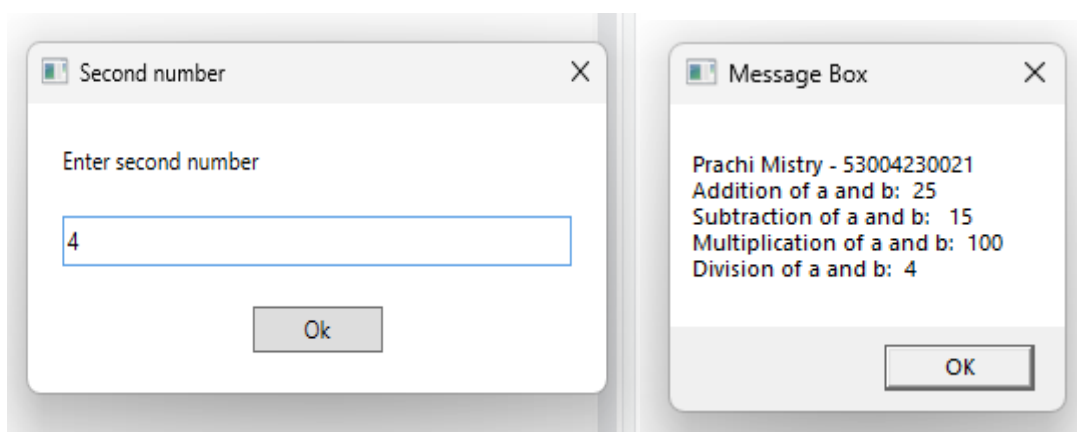 Second number
Enter second number
4
Ok
Message Box
Prachi Mistry - 53004230021
Addition of a and b:  25
Subtraction of a and b:   15
Multiplication of a and b:  100
Division of a and b:  4
OK